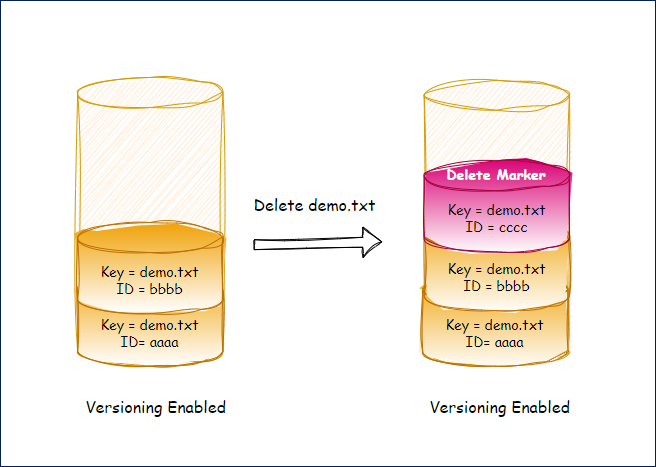 Key = demo.txt
ID = bbbb
Key = demo.txt
ID= aaaa
Versioning Enabled
Delete demo.txt
Delete Marker
Key = demo.txt
ID = cccc
Key = demo.txt
ID = bbbb
Key = demo.txt
ID= aaaa
Versioning Enabled